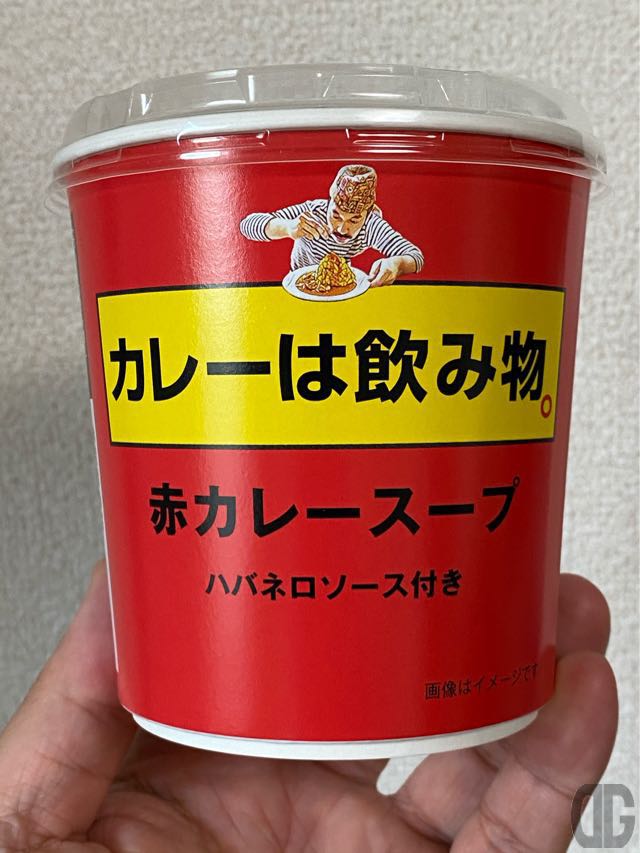 カレーは飲み物。
赤カレースープ
ハバネロソース付き
画像はイメージです
DG